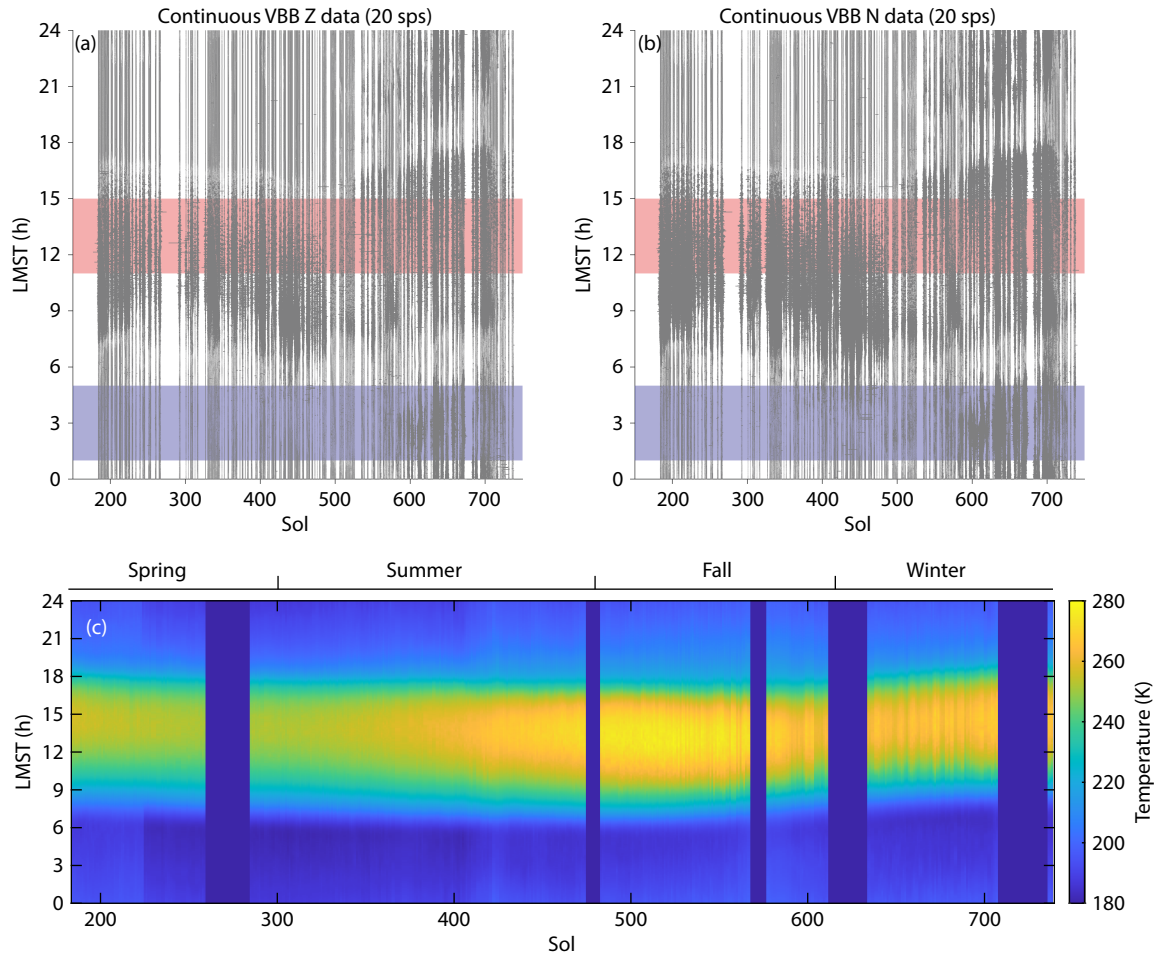 Continuous VBB Z data (20 sps)
(a)
24
21
18
15
12
9
6
3
0
LMST (h)
200 300 400 500 600 700
Sol
Continuous VBB N data (20 sps)
(b)
24
21
18
15
12
9
6
3
0
LMST (h)
200 300 400 500 600 700
Sol
Spring Summer Fall Winter
(c)
24
21
18
15
12
9
6
3
0
LMST (h)
200 300 400 500 600 700
Sol
280
260
240
220
200
180
Temperature (K)